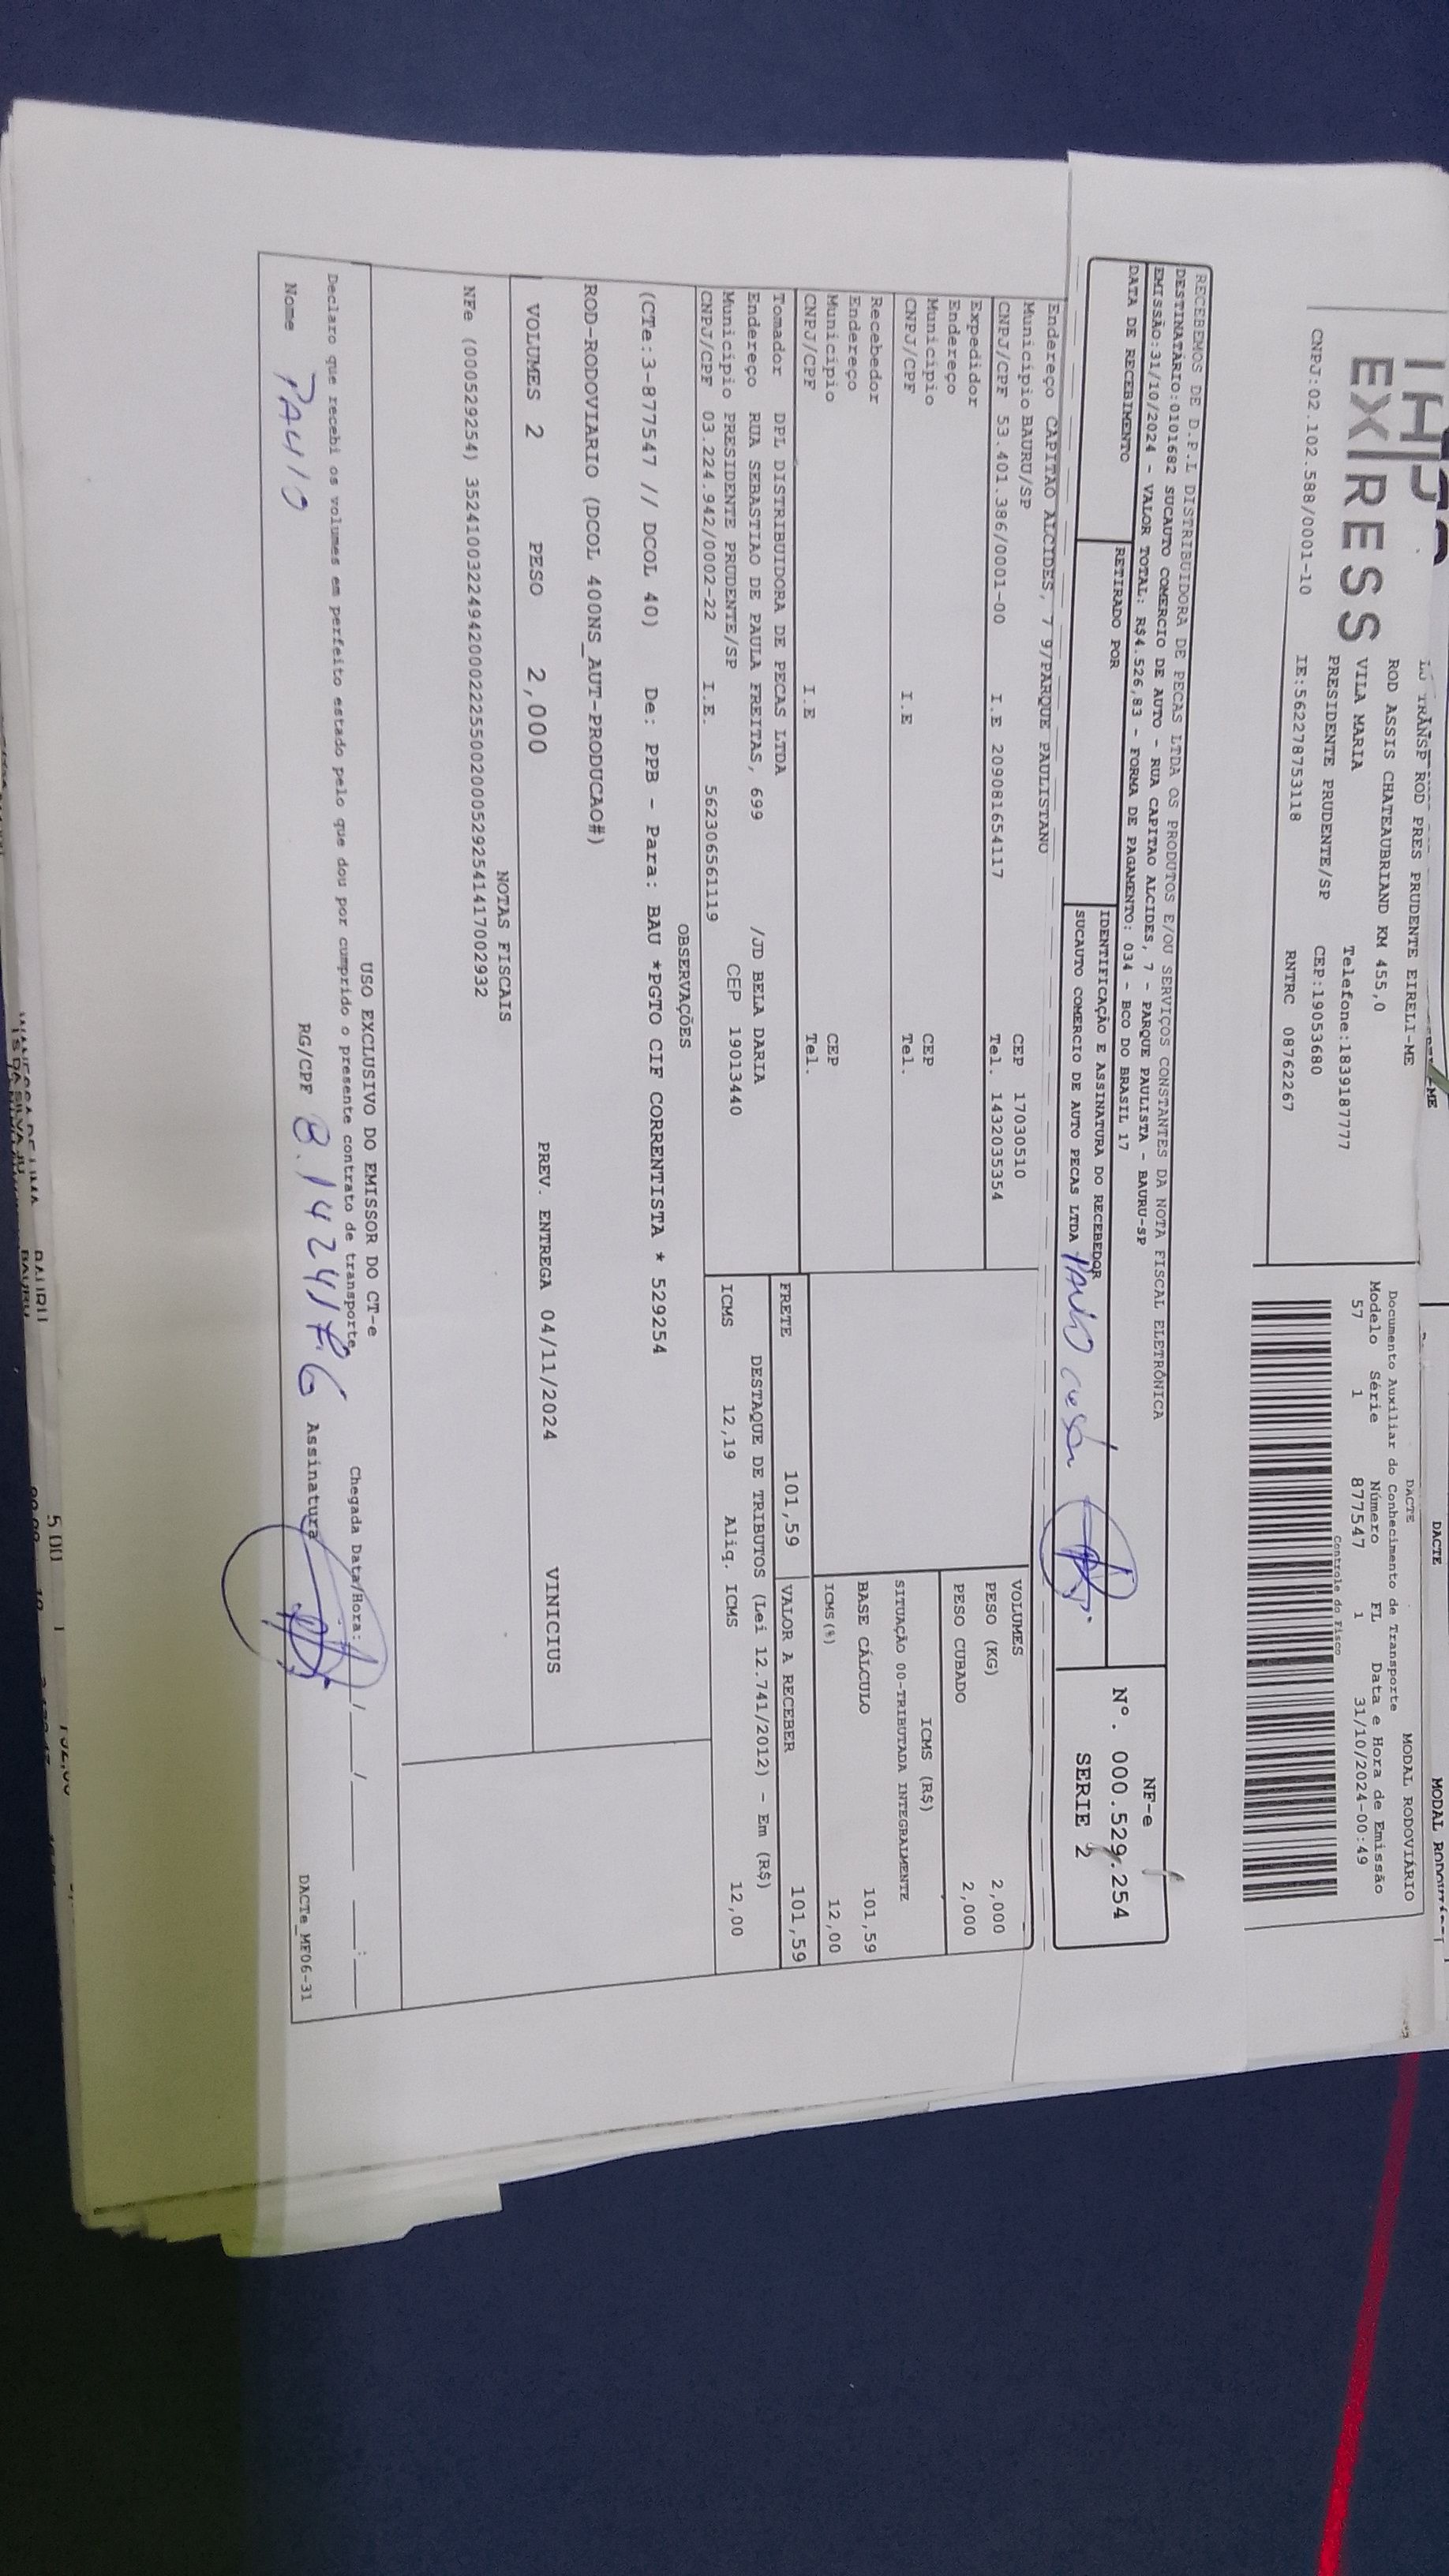 EXPRESS
TRANSP ROD PRES PRUDENTE EIRELI-ME
ROD ASSIS CHATEAUBRIAND KM 455,0
VILA MARIA Telefone:1839187777
PRESIDENTE PRUDENTE/SP CEP:19053680
CNPJ:02.102.588/0001-10 IE:562278753118 RNTRC 08762267
DACTE MODAL RODOVIÁRIO
DACTE MODAL RODOVIÁRIO
Documento Auxiliar do Conhecimento de Transporte
Modelo Série Número FL Data e Hora de Emissão
57 1 877547 1 31/10/2024-00:49
Controle do Fisco
RECEBEMOS DE D.P.L DISTRIBUIDORA DE PECAS LTDA OS PRODUTOS E/OU SERVIÇOS CONSTANTES DA NOTA FISCAL ELETRÔNICA
DESTINATÁRIO:0101682 SUCAUTO COMERCIO DE AUTO - RUA CAPITAO ALCIDES, 7 - PARQUE PAULISTA - BAURU-SP
EMISSÃO:31/10/2024 - VALOR TOTAL: R$4.526,83 - FORMA DE PAGAMENTO: 034 - BCO DO BRASIL 17
DATA DE RECEBIMENTO RETIRADO POR IDENTIFICAÇÃO E ASSINATURA DO RECEBEDOR
SUCAUTO COMERCIO DE AUTO PECAS LTDA
NF-e
Nº. 000.529.254
SERIE 2
Endereço CAPITAO ALCIDES, 7 97PARQUE PAULISTANO
Município BAURU/SP CEP 17030510
CNPJ/CPF 53.401.386/0001-00 I.E 209081654117 Tel. 1432035354
Expedidor
Endereço
Município CEP
CNPJ/CPF I.E Tel.
Recebedor
Endereço
Município CEP
CNPJ/CPF I.E Tel.
VOLUMES
PESO (KG) 2,000
PESO CUBADO 2,000
ICMS (R$)
SITUAÇÃO 00-TRIBUTADA INTEGRALMENTE
BASE CÁLCULO 101,59
ICMS(%) 12,00
Tomador DPL DISTRIBUIDORA DE PECAS LTDA
Endereço RUA SEBASTIAO DE PAULA FREITAS, 699 /JD BELA DARIA
Município PRESIDENTE PRUDENTE/SP CEP 19013440
CNPJ/CPF 03.224.942/0002-22 I.E. 562306561119
FRETE 101,59 VALOR A RECEBER 101,59
DESTAQUE DE TRIBUTOS (Lei 12.741/2012) - Em (R$)
ICMS 12,19 Aliq. ICMS 12,00
OBSERVAÇÕES
(CTe:3-877547 // DCOL 40) De: PPB - Para: BAU *PGTO CIF CORRENTISTA * 529254
ROD-RODOVIARIO (DCOL 400NS_AUT-PRODUCAO#)
VOLUMES 2 PESO 2,000 PREV. ENTREGA 04/11/2024 VINICIUS
NOTAS FISCAIS
NFe (000529254) 35241003224942000222550020005292541417002932
USO EXCLUSIVO DO EMISSOR DO CT-e
Declaro que recebi os volumes em perfeito estado pelo que dou por cumprido o presente contrato de transporte
Chegada Data/Hora: / / :
Nome PAULO RG/CPF Assinatura
DACTe_MF06-31